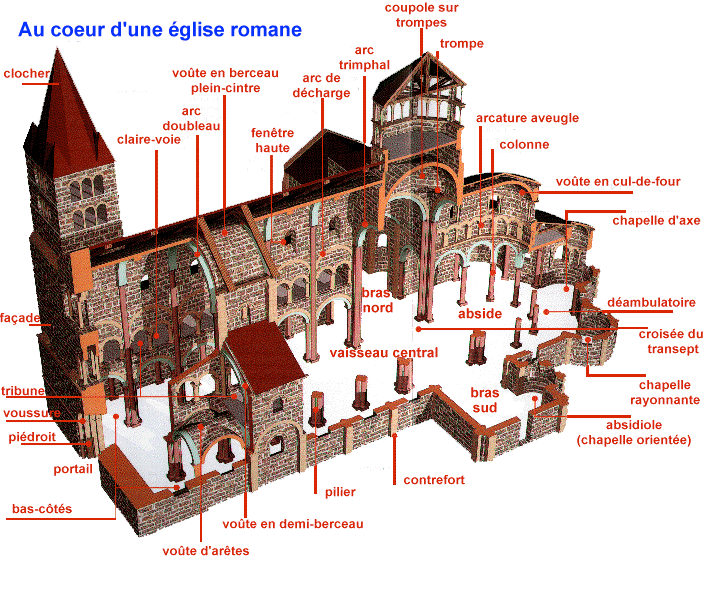 Au coeur d'une église romane
coupole sur
trompes
trompe
arc
trimphal
clocher
voûte en berceau
plein-cintre
arc de
décharge
arc
doubleau
claire-voie
fenêtre
haute
arcature aveugle
colonne
voûte en cul-de-four
chapelle d'axe
bras
nord
abside
déambulatoire
façade
croisée du
transept
vaisseau central
tribune
bras
sud
chapelle
rayonnante
voussure
piédroit
absidiole
(chapelle orientée)
portail
contrefort
pilier
bas-côtés
voûte en demi-berceau
voûte d'arêtes